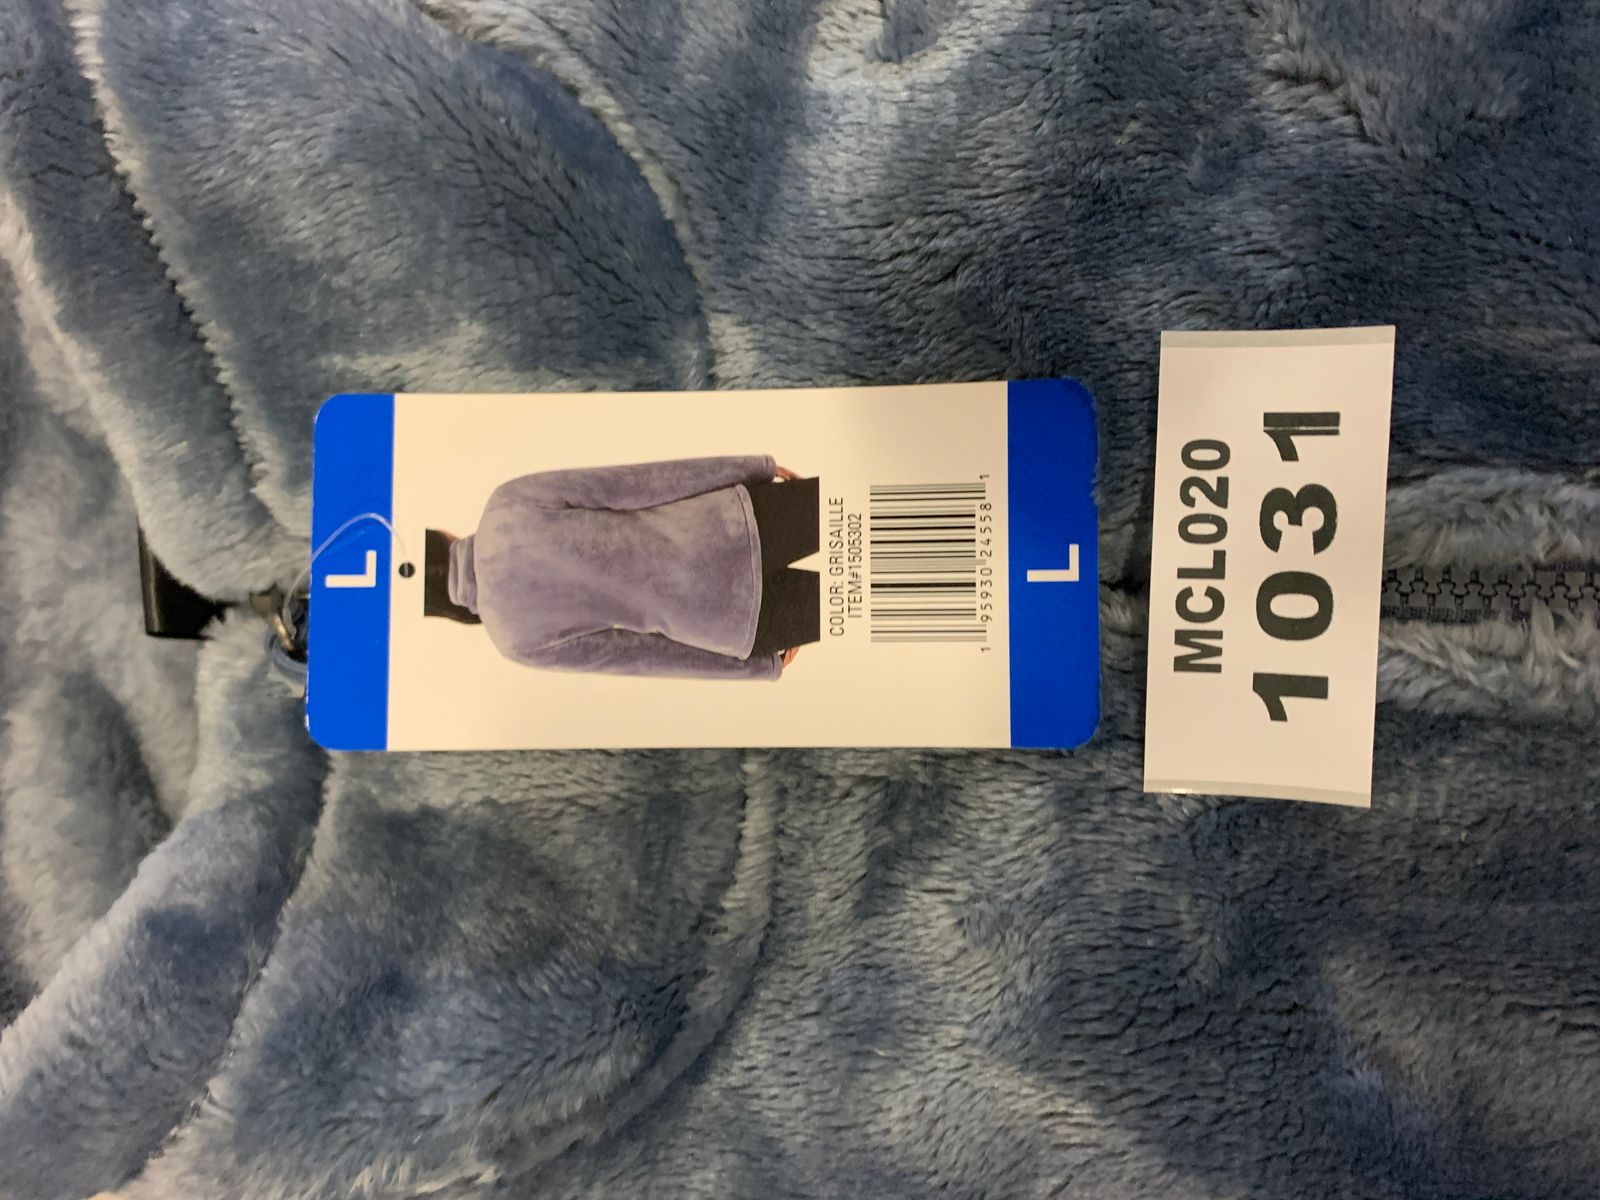 L
COLOR: GRISAILLE
ITEM#1505302
1 95930 24558 1
L
MCL020
1031